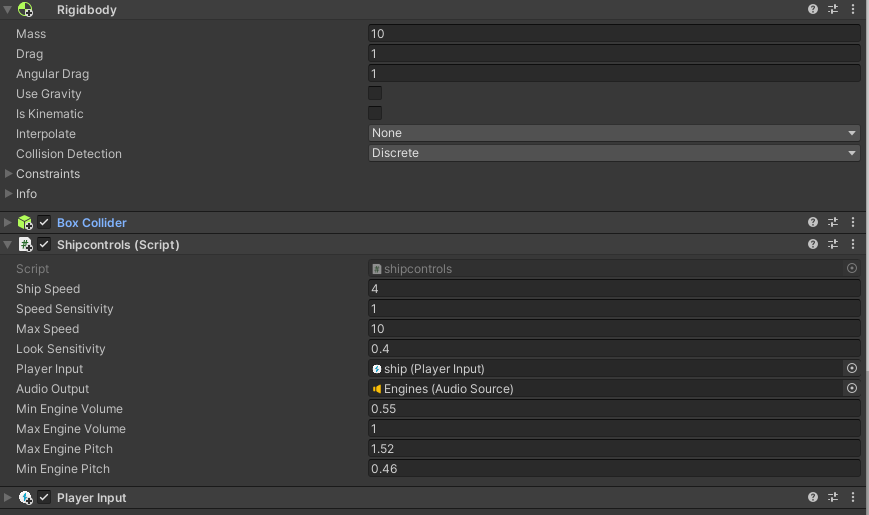 Rigidbody
Mass 10
Drag 1
Angular Drag 1
Use Gravity
Is Kinematic
Interpolate None
Collision Detection Discrete
Constraints
Info
Box Collider
# Shipcontrols (Script)
Script # shipcontrols
Ship Speed 4
Speed Sensitivity 1
Max Speed 10
Look Sensitivity 0.4
Player Input ship (Player Input)
Audio Output Engines (Audio Source)
Min Engine Volume 0.55
Max Engine Volume 1
Max Engine Pitch 1.52
Min Engine Pitch 0.46
Player Input